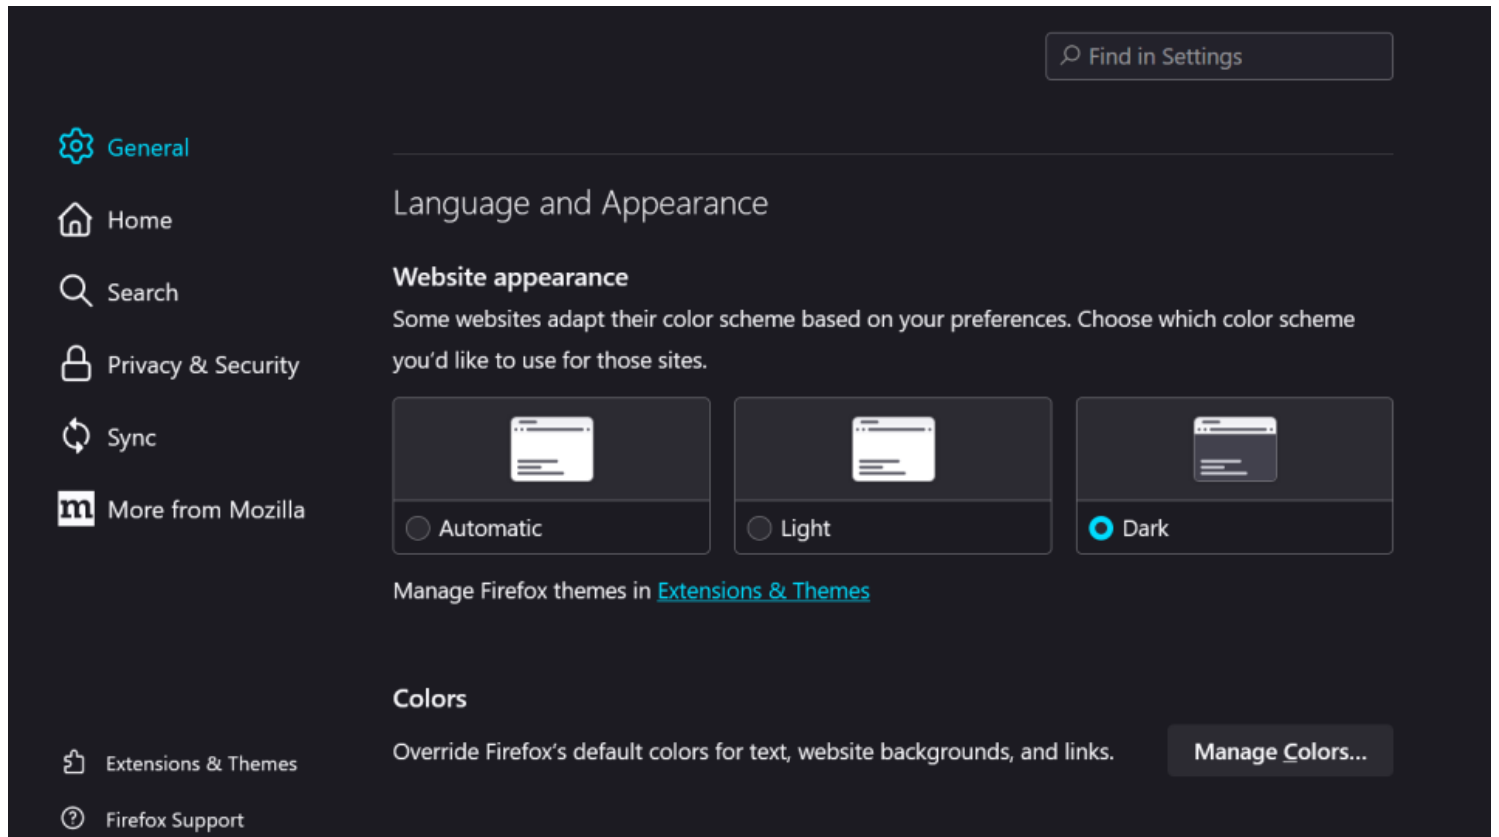 Find in Settings
General
Home
Search
Privacy & Security
Sync
m More from Mozilla
Extensions & Themes
Firefox Support
Language and Appearance
Website appearance
Some websites adapt their color scheme based on your preferences. Choose which color scheme
you’d like to use for those sites.
Automatic
Light
Dark
Manage Firefox themes in Extensions & Themes
Colors
Override Firefox’s default colors for text, website backgrounds, and links.
Manage Colors...